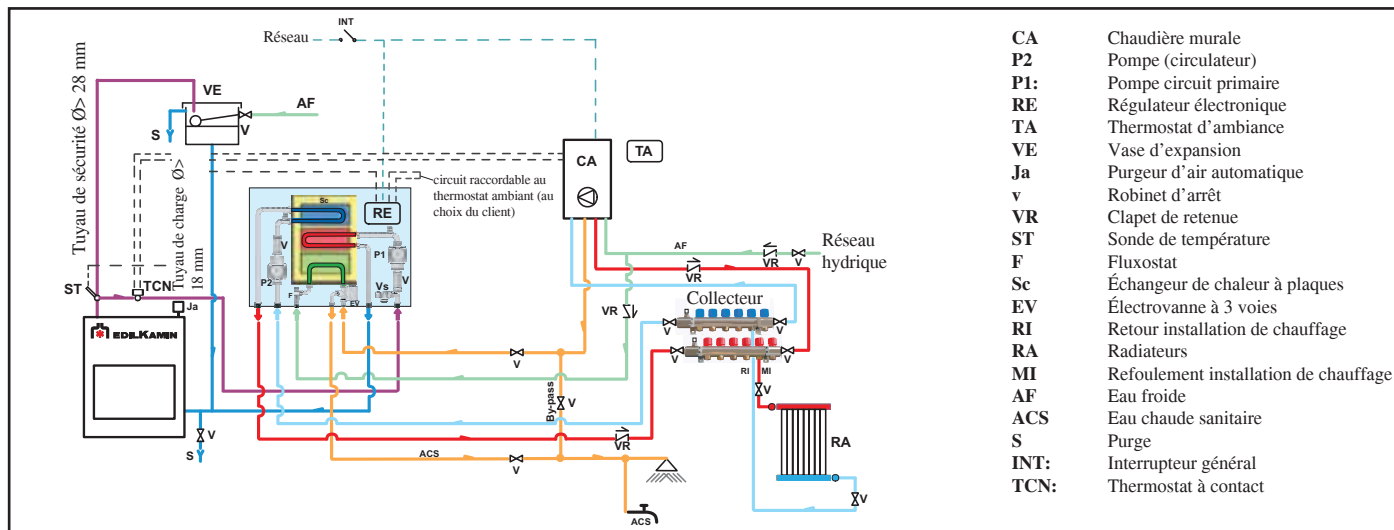 INT
Réseau
Tuyau de sécurité Ø> 28 mm
VE
AF
V
S
Tuyau de charge Ø>
18 mm
CA
TA
circuit raccordable au
thermostat ambiant (au
choix du client)
Sc
RE
V
P1
P2
V
F
EV
Vs
AF
VR
V
Réseau
hydrique
VR
ST
TCN
Ja
EDILKAMIN
VR
Collecteur
V
V
V
V
V
RI
MI
V
By-pass
V
VR
V
S
ACS
V
RA
V
ACS
CA Chaudière murale
P2 Pompe (circulateur)
P1: Pompe circuit primaire
RE Régulateur électronique
TA Thermostat d’ambiance
VE Vase d’expansion
Ja Purgeur d’air automatique
v Robinet d’arrêt
VR Clapet de retenue
ST Sonde de température
F Fluxostat
Sc Échangeur de chaleur à plaques
EV Électrovanne à 3 voies
RI Retour installation de chauffage
RA Radiateurs
MI Refoulement installation de chauffage
AF Eau froide
ACS Eau chaude sanitaire
S Purge
INT: Interrupteur général
TCN: Thermostat à contact